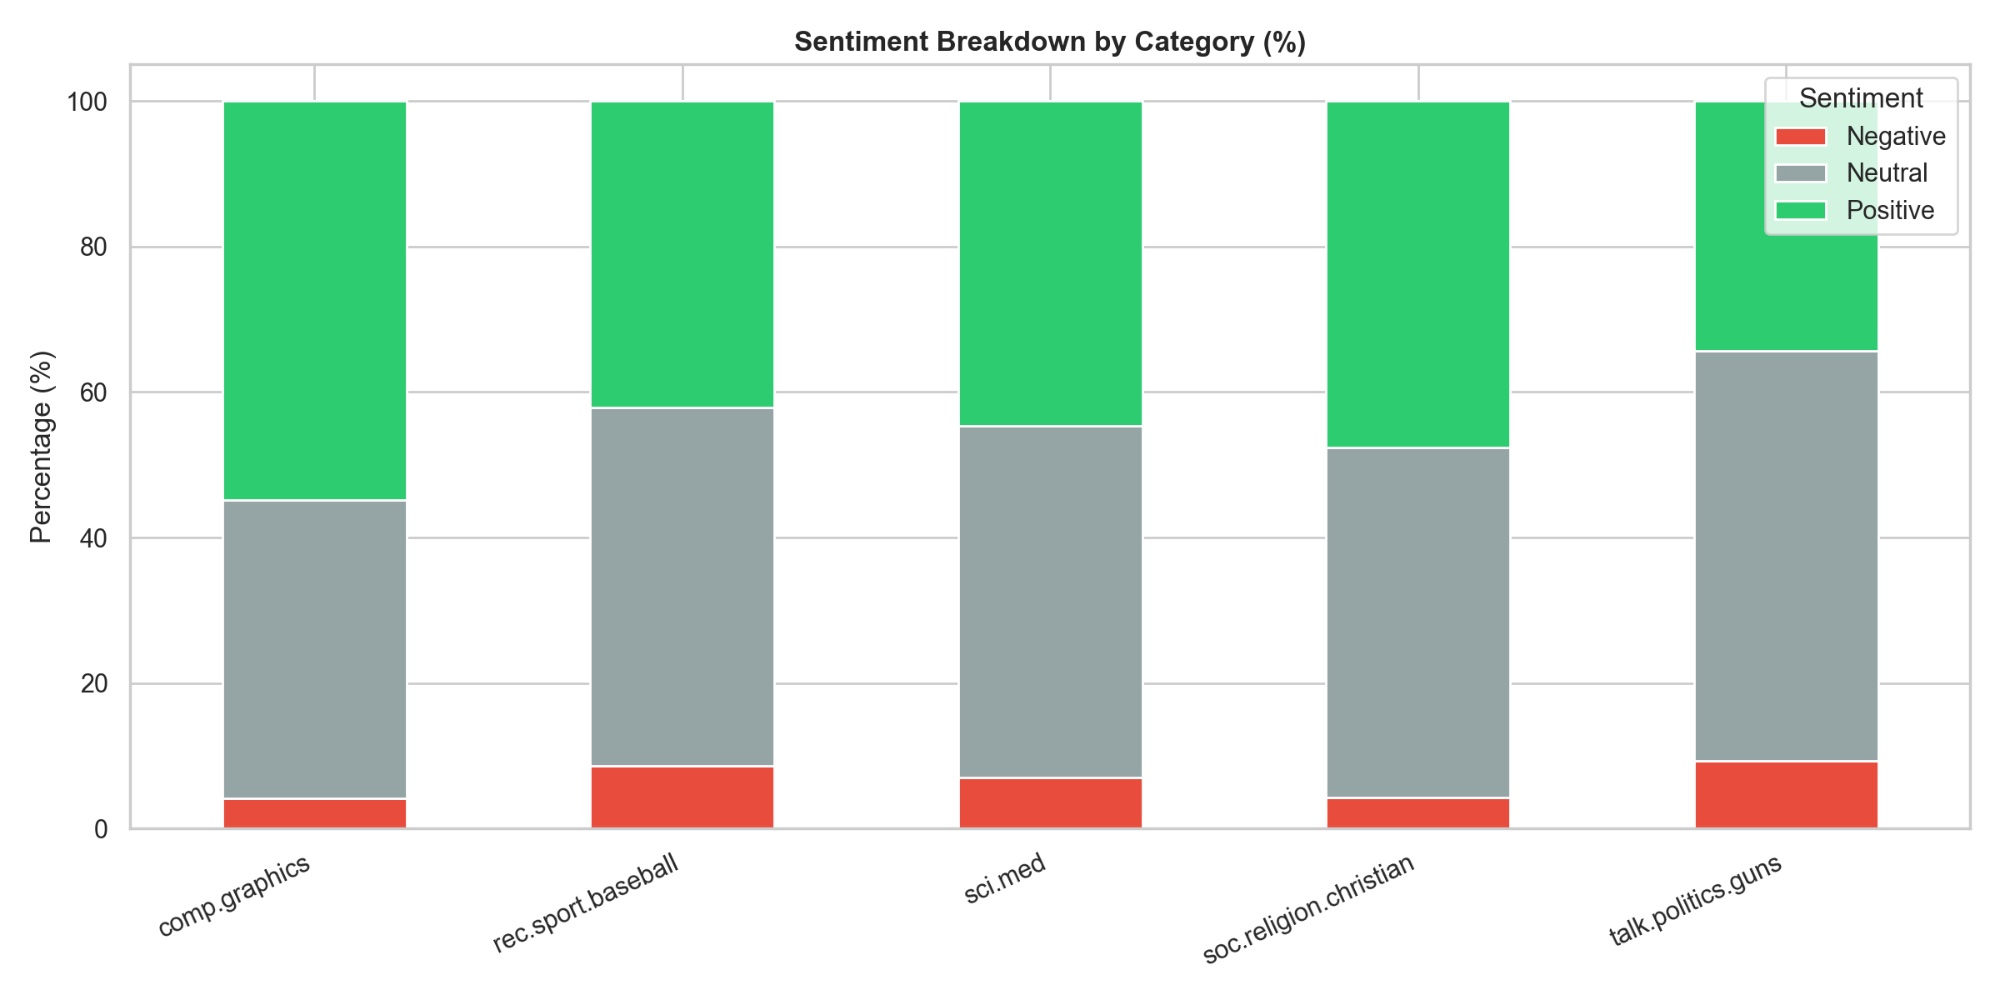 Sentiment Breakdown by Category (%)
Sentiment
Negative
Neutral
Positive
Percentage (%)
100
80
60
40
20
0
comp.graphics
rec.sport.baseball
sci.med
soc.religion.christian
talk.politics.guns